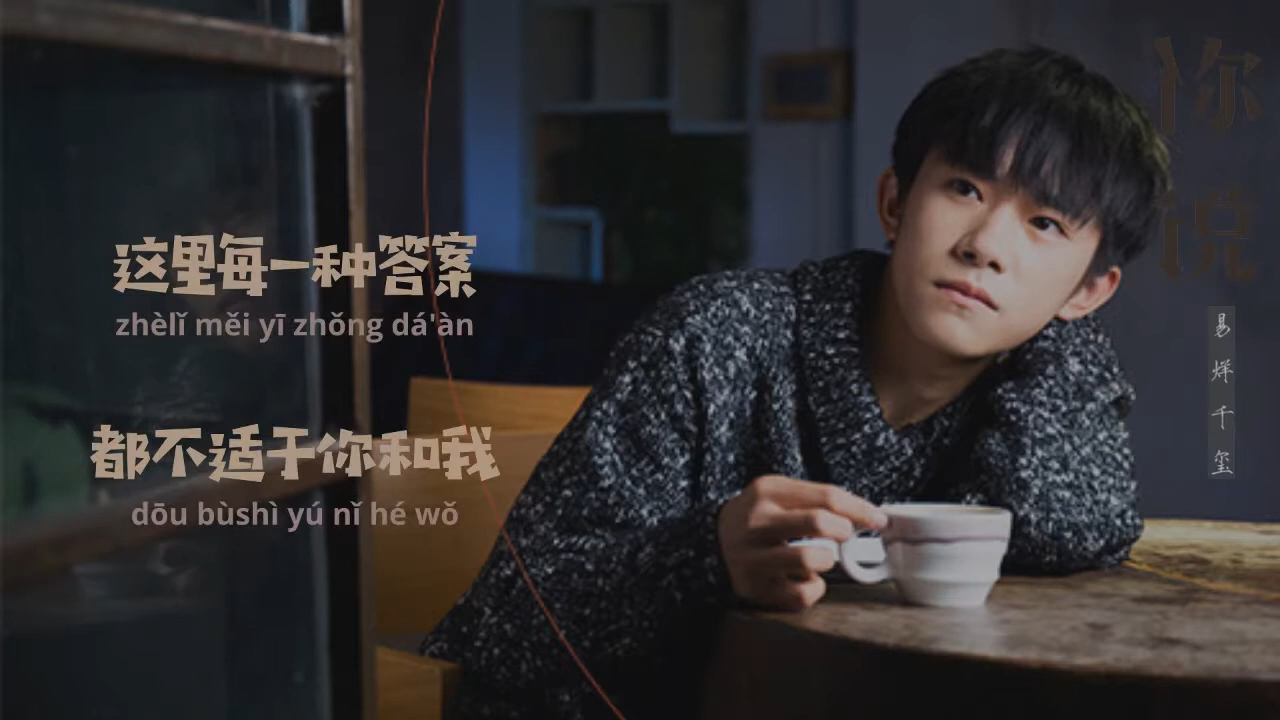 这里每一种答案
zhèlǐ měi yī zhǒng dá'àn
都不适于你和我
dōu bùshì yú nǐ hé wǒ
你说
易烊千玺